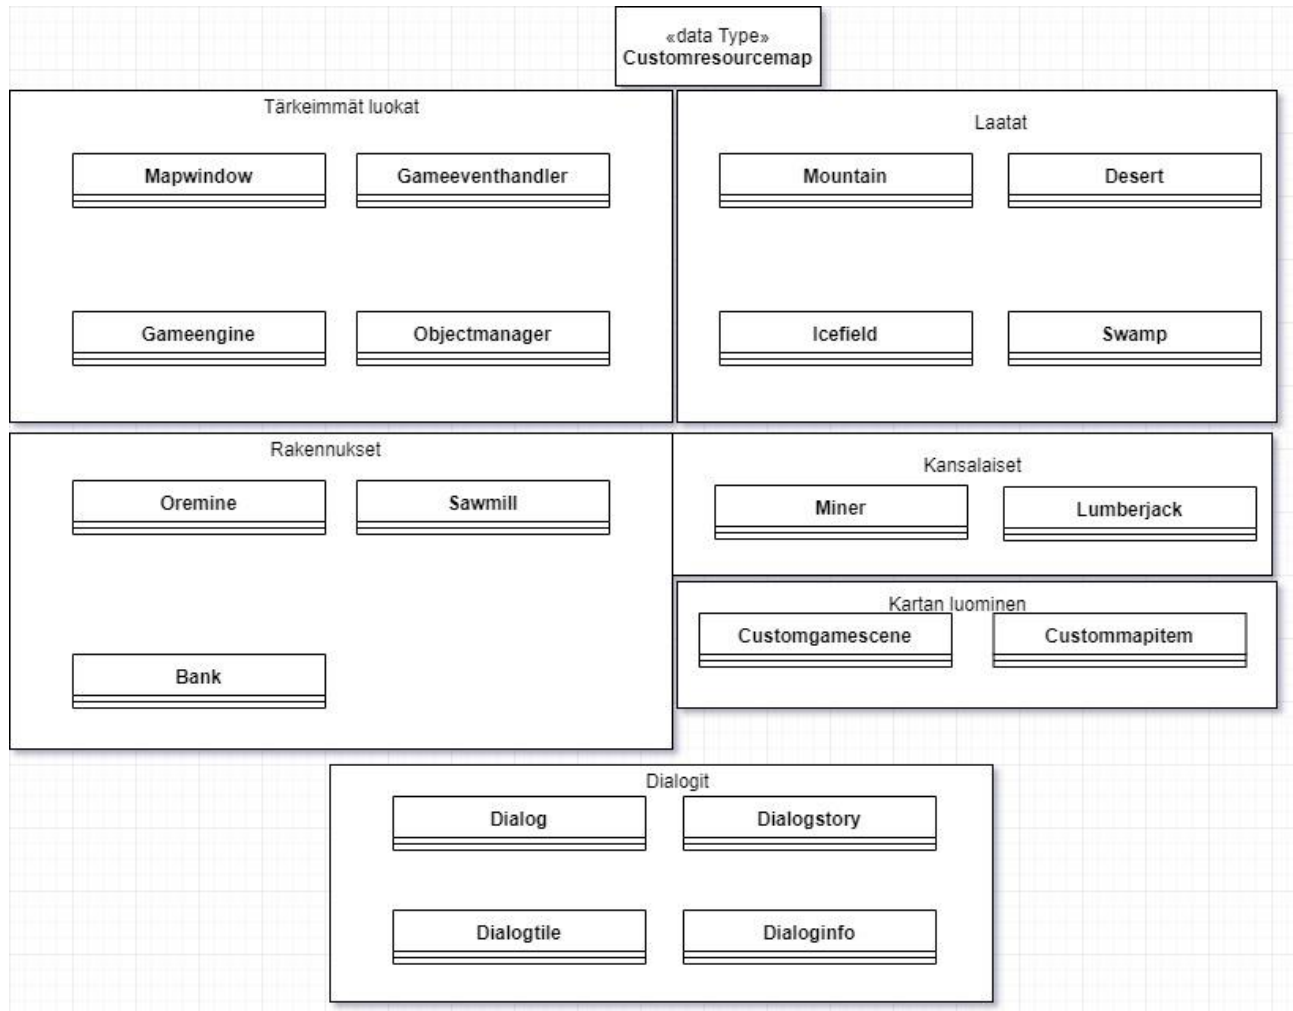 «data Type»
Customresourcemap
Tärkeimmät luokat
Mapwindow
Gameeventhandler
Gameengine
Objectmanager
Laatat
Mountain
Desert
Icefield
Swamp
Rakennukset
Oremine
Sawmill
Bank
Kansalaiset
Miner
Lumberjack
Kartan luominen
Customgamescene
Custommapitem
Dialogit
Dialog
Dialogstory
Dialogtile
Dialoginfo